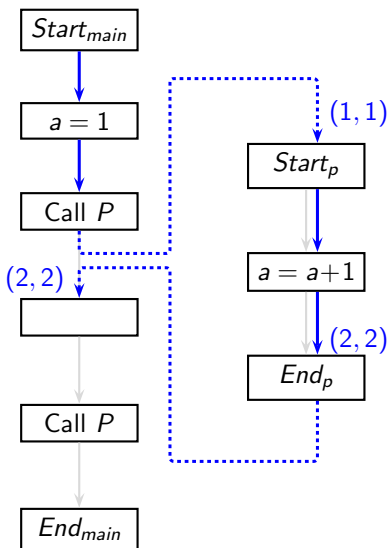 Start_main
a = 1
Call P
(2, 2)
Call P
End_main
(1, 1)
Start_p
a = a+1
(2, 2)
End_p